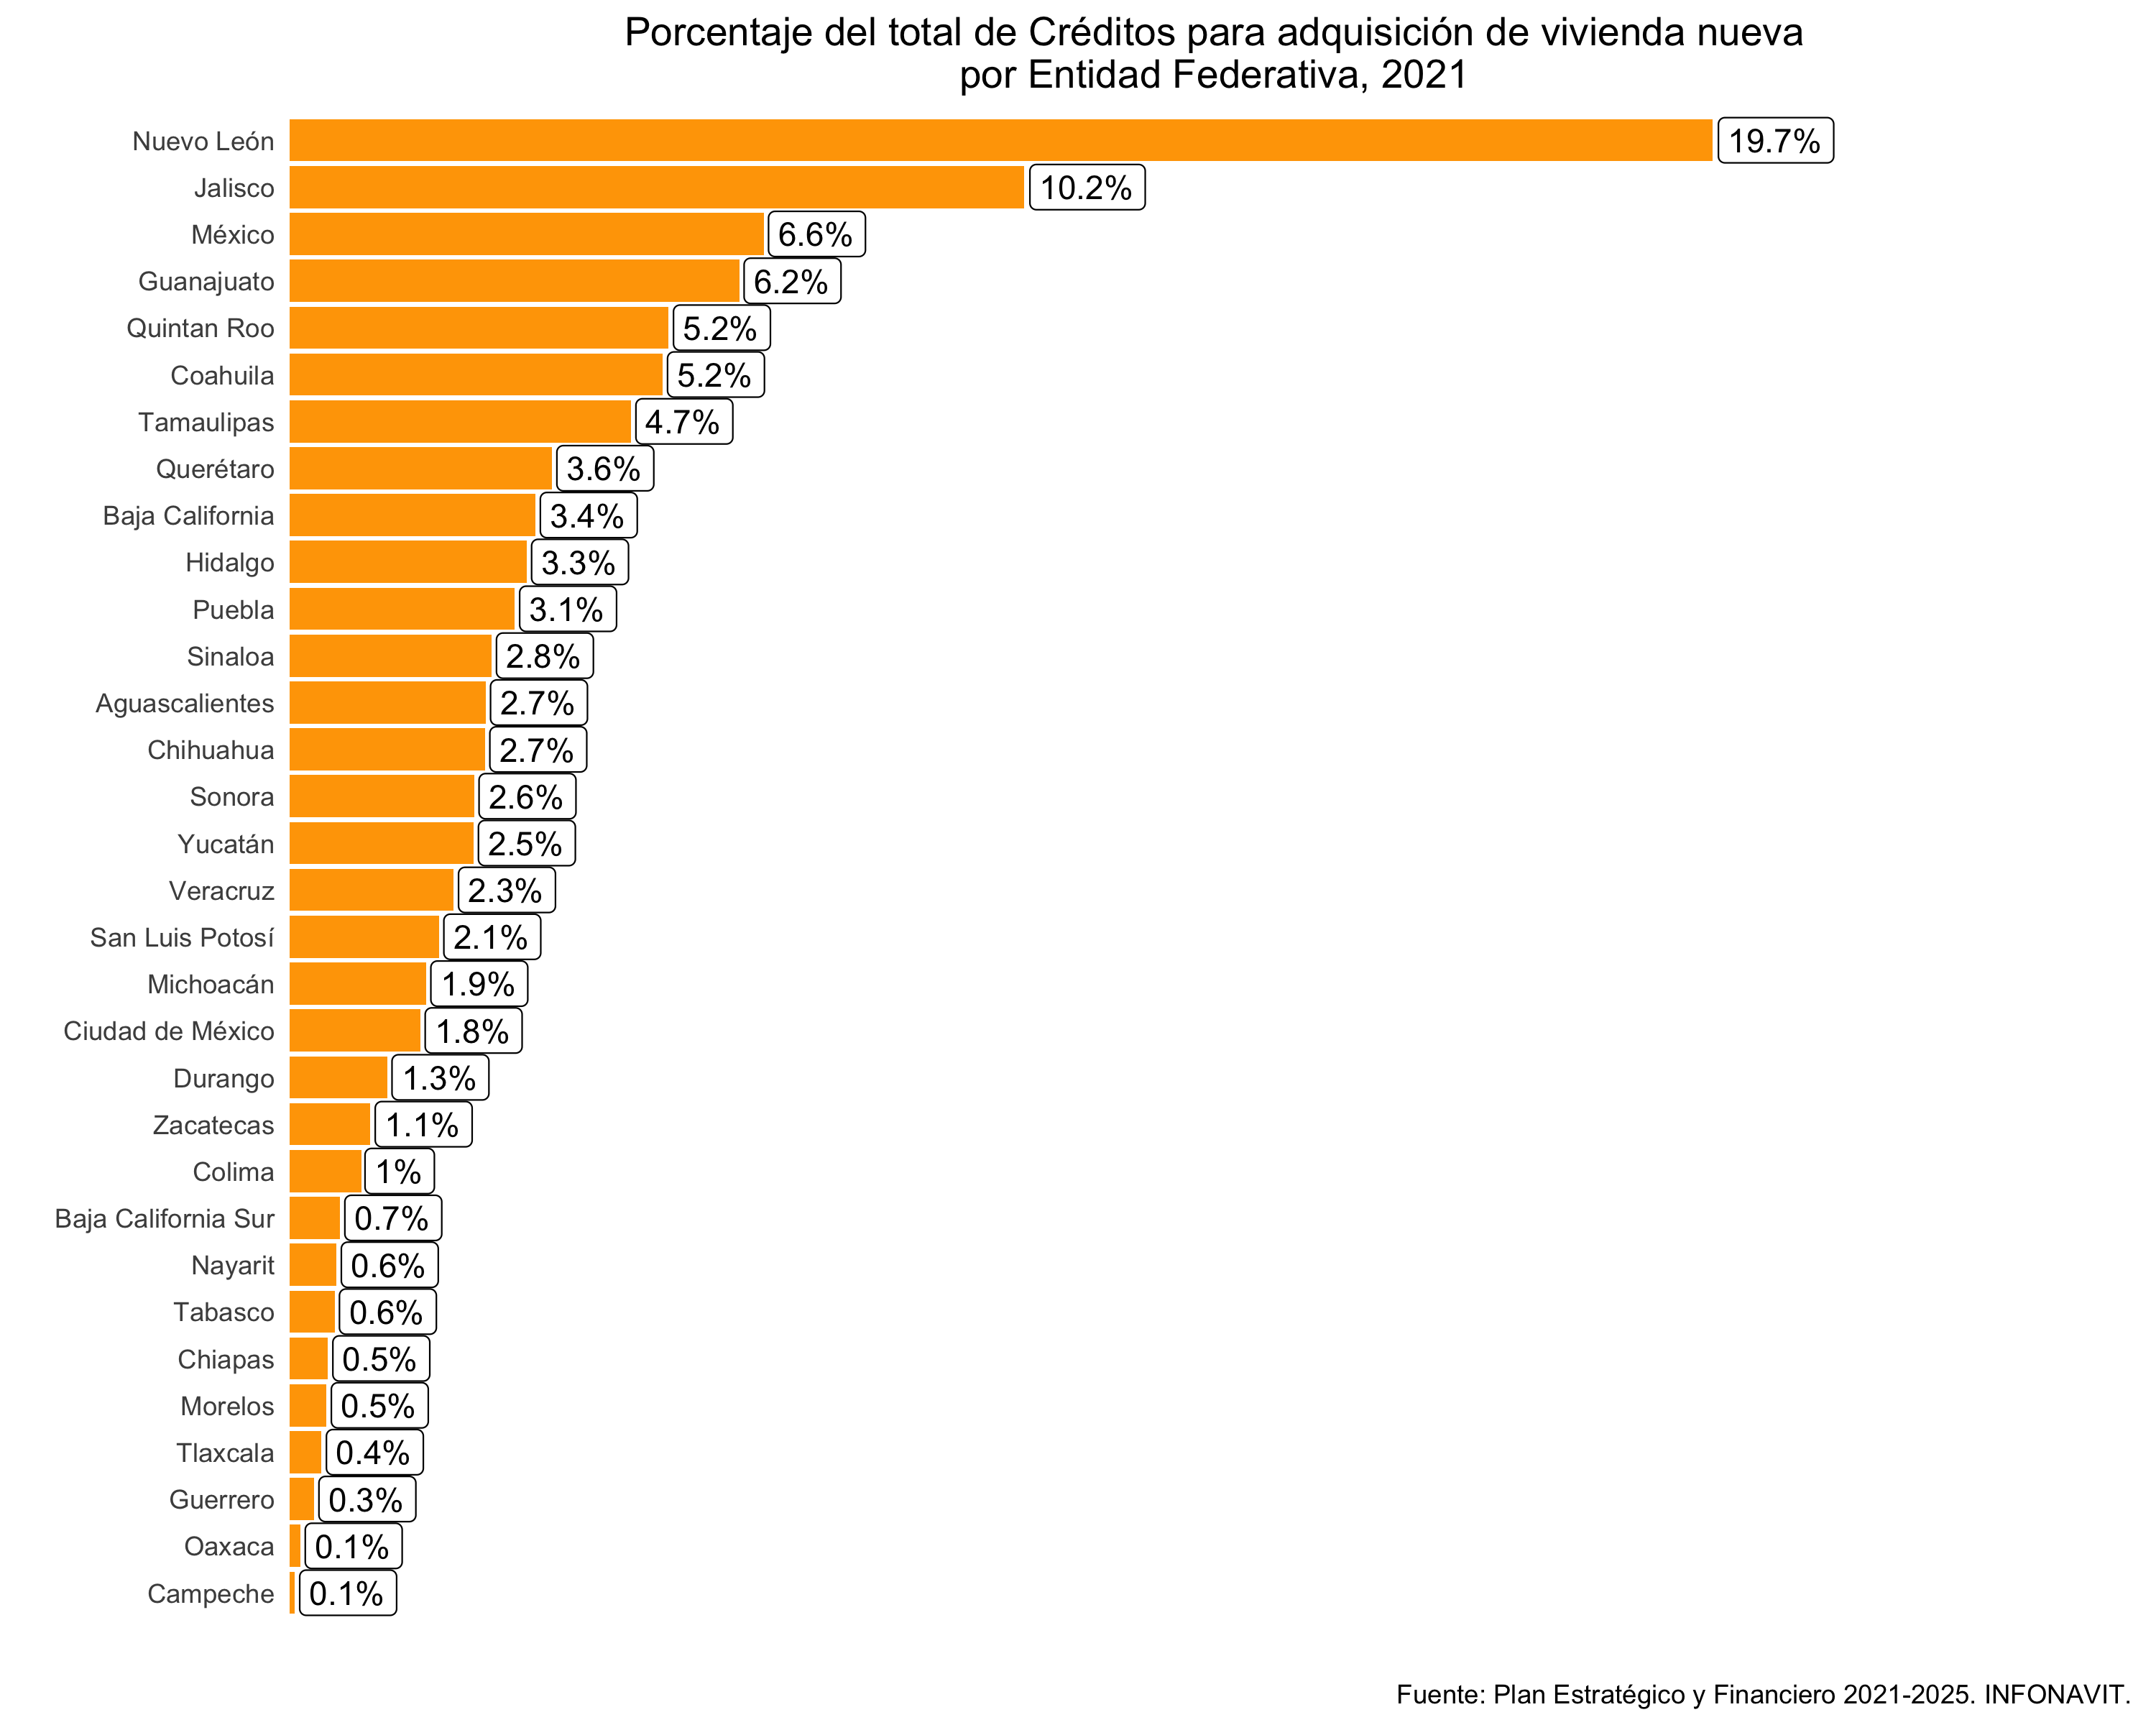 Porcentaje del total de Créditos para adquisición de vivienda nueva
por Entidad Federativa, 2021
Nuevo León 19.7%
Jalisco 10.2%
México 6.6%
Guanajuato 6.2%
Quintan Roo 5.2%
Coahuila 5.2%
Tamaulipas 4.7%
Querétaro 3.6%
Baja California 3.4%
Hidalgo 3.3%
Puebla 3.1%
Sinaloa 2.8%
Aguascalientes 2.7%
Chihuahua 2.7%
Sonora 2.6%
Yucatán 2.5%
Veracruz 2.3%
San Luis Potosí 2.1%
Michoacán 1.9%
Ciudad de México 1.8%
Durango 1.3%
Zacatecas 1.1%
Colima 1%
Baja California Sur 0.7%
Nayarit 0.6%
Tabasco 0.6%
Chiapas 0.5%
Morelos 0.5%
Tlaxcala 0.4%
Guerrero 0.3%
Oaxaca 0.1%
Campeche 0.1%
Fuente: Plan Estratégico y Financiero 2021-2025. INFONAVIT.